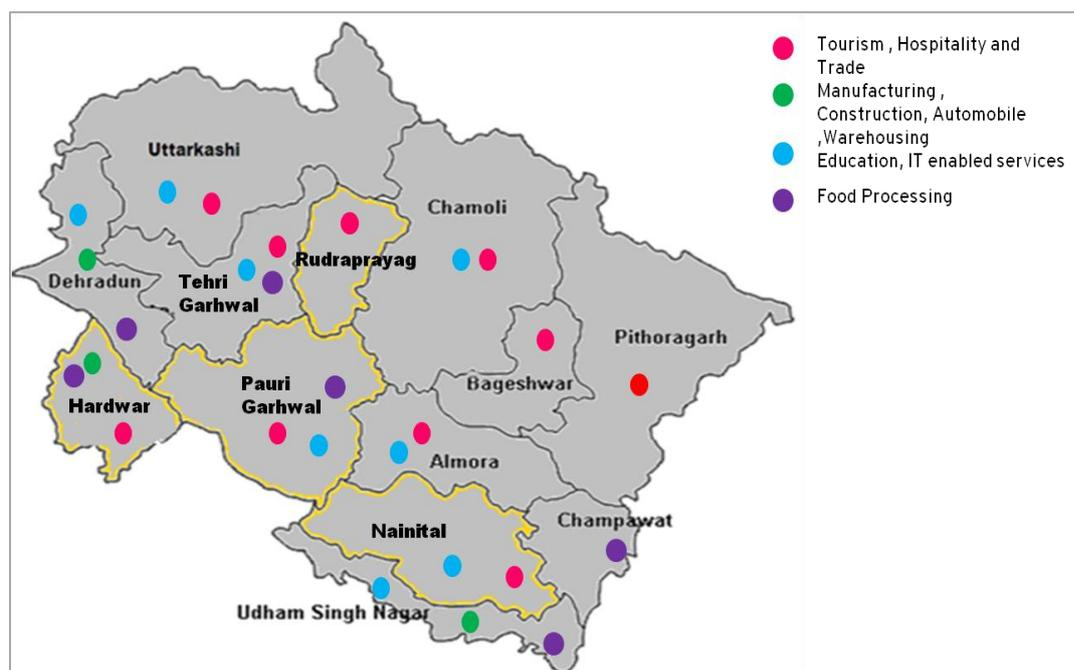 Tourism , Hospitality and
Trade
Manufacturing ,
Construction, Automobile
,Warehousing
Education, IT enabled services
Food Processing
Uttarkashi
Chamoli
Rudraprayag
Dehradun
Tehri
Garhwal
Pithoragarh
Bageshwar
Pauri
Garhwal
Hardwar
Almora
Champawat
Nainital
Udham Singh Nagar